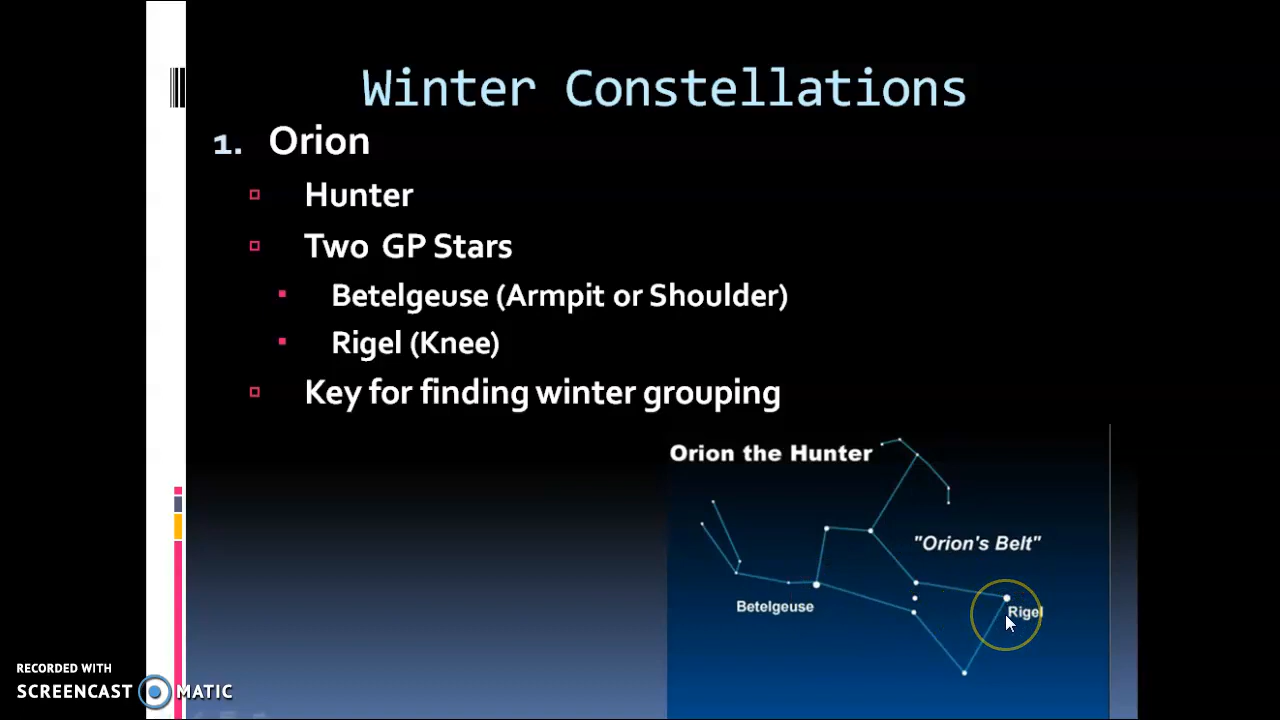 Winter Constellations
1. Orion
Hunter
Two GP Stars
Betelgeuse (Armpit or Shoulder)
Rigel (Knee)
Key for finding winter grouping
Orion the Hunter
"Orion's Belt"
Betelgeuse
Rigel
RECORDED WITH
SCREENCAST MATIC